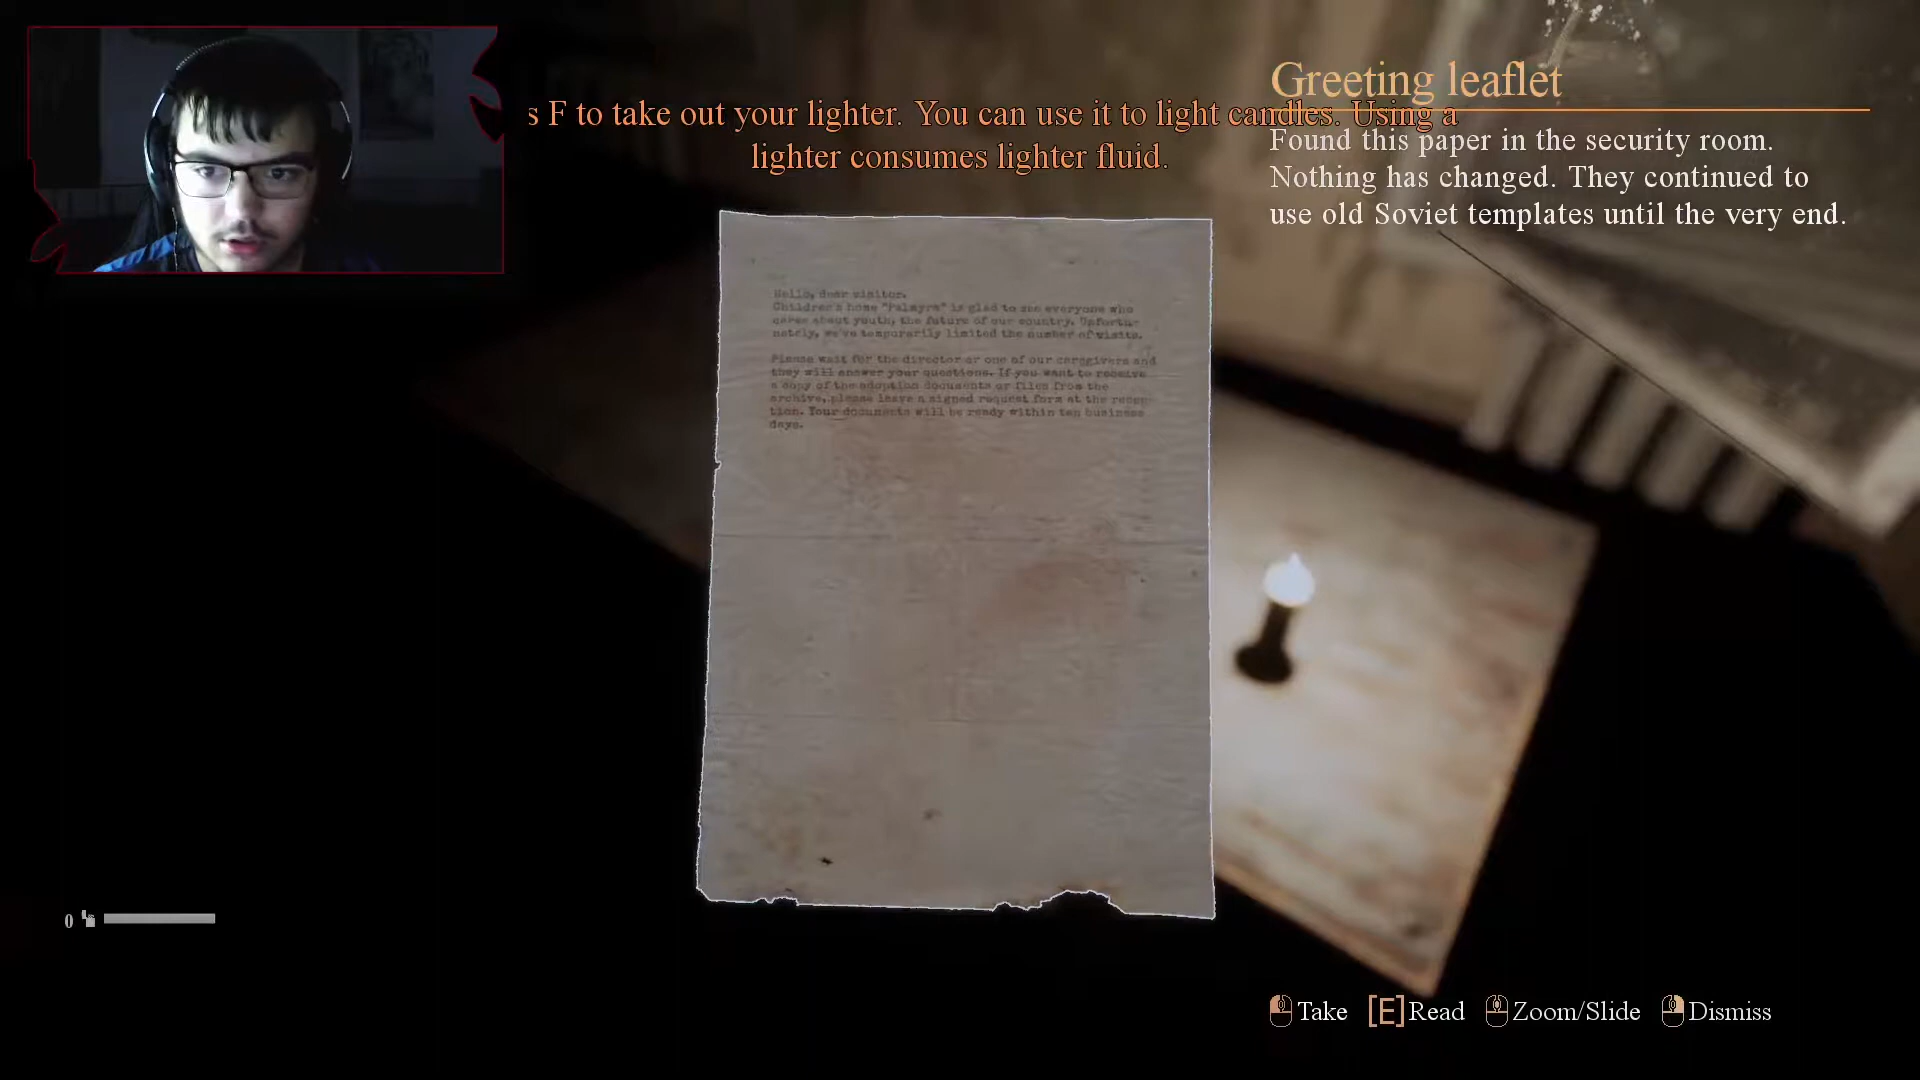 s F to take out your lighter. You can use it to light candles. Using a
lighter consumes lighter fluid.
Greeting leaflet
Found this paper in the security room.
Nothing has changed. They continued to
use old Soviet templates until the very end.
Hello, dear visitor.
Children's home "Palmyra" is glad to see everyone who
cares about youth, the future of our country. Unfortu-
nately, we've temporarily limited the number of visits.
Please wait for the director or one of our caregivers and
they will answer your questions. If you want to receive
a copy of the adoption documents or files from the
archive, please leave a signed request form at the recep-
tion. Your documents will be ready within ten business
days.
0
Take [E] Read Zoom/Slide Dismiss